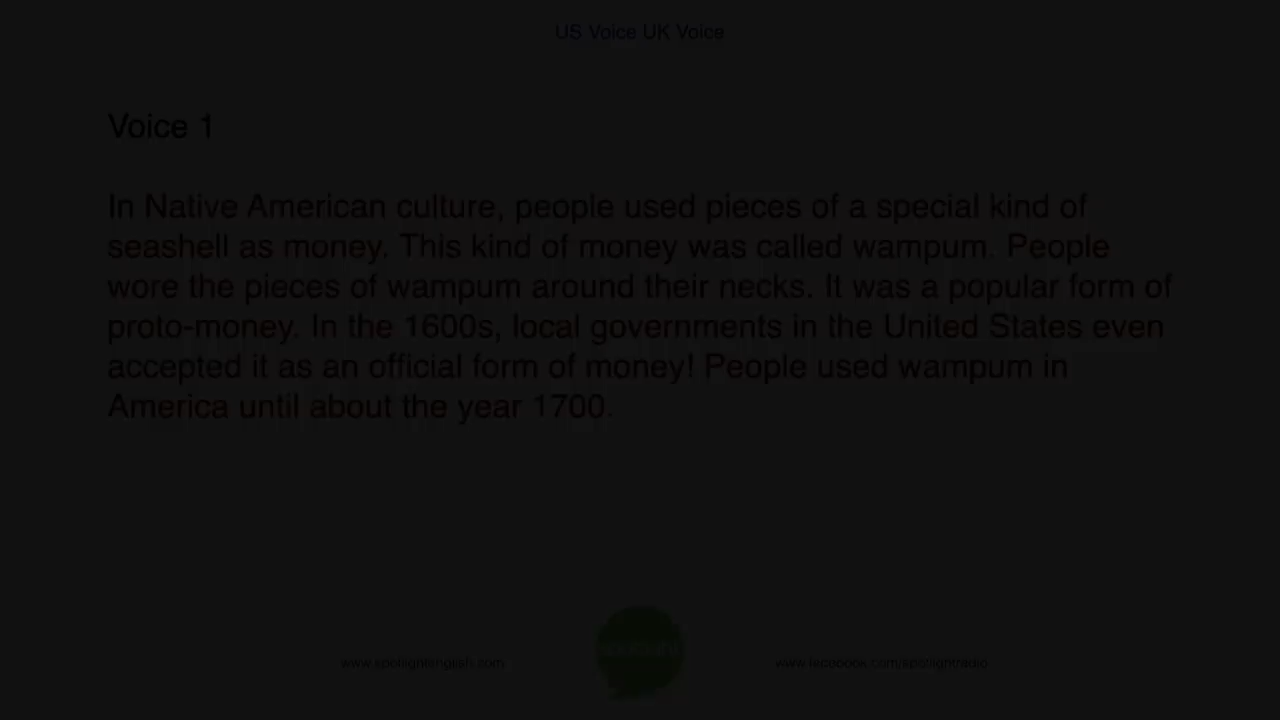 US Voice UK Voice
Voice 1
In Native American culture, people used pieces of a special kind of
seashell as money. This kind of money was called wampum. People
wore the pieces of wampum around their necks. It was a popular form of
proto-money. In the 1600s, local governments in the United States even
accepted it as an official form of money! People used wampum in
America until about the year 1700.
www.spotlightenglish.com
www.facebook.com/spotlightradio